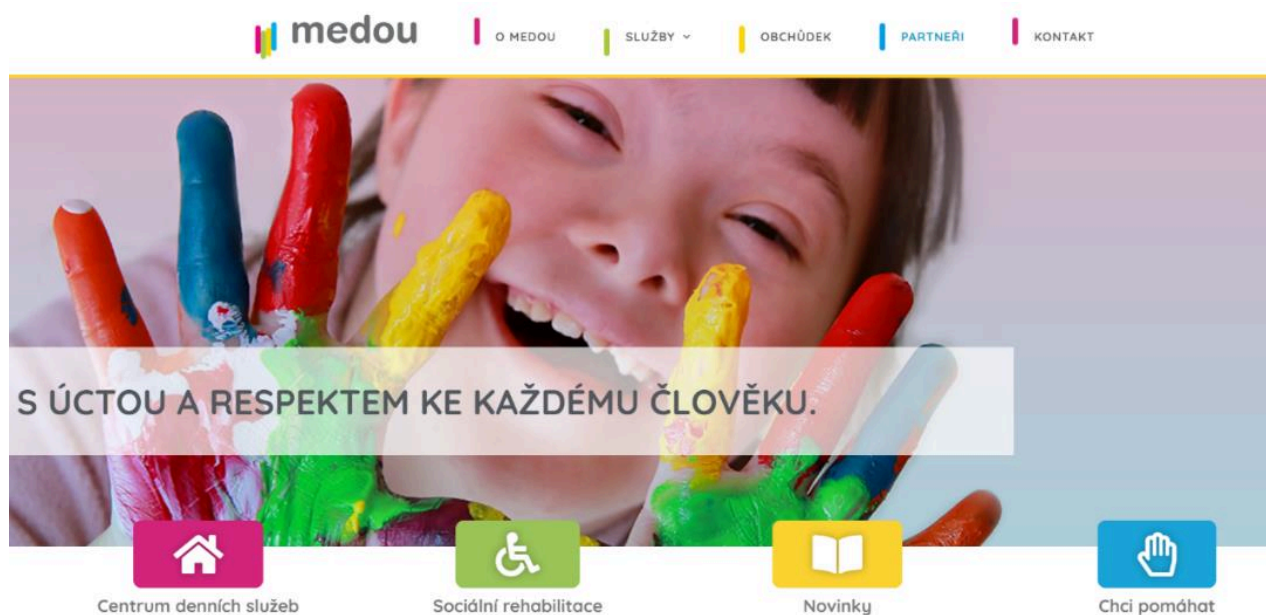 medou
O MEDOU
SLUŽBY
OBCHŮDEK
PARTNEŘI
KONTAKT
S ÚCTOU A RESPEKTEM KE KAŽDÉMU ČLOVĚKU.
Centrum denních služeb
Sociální rehabilitace
Novinky
Chci pomáhat